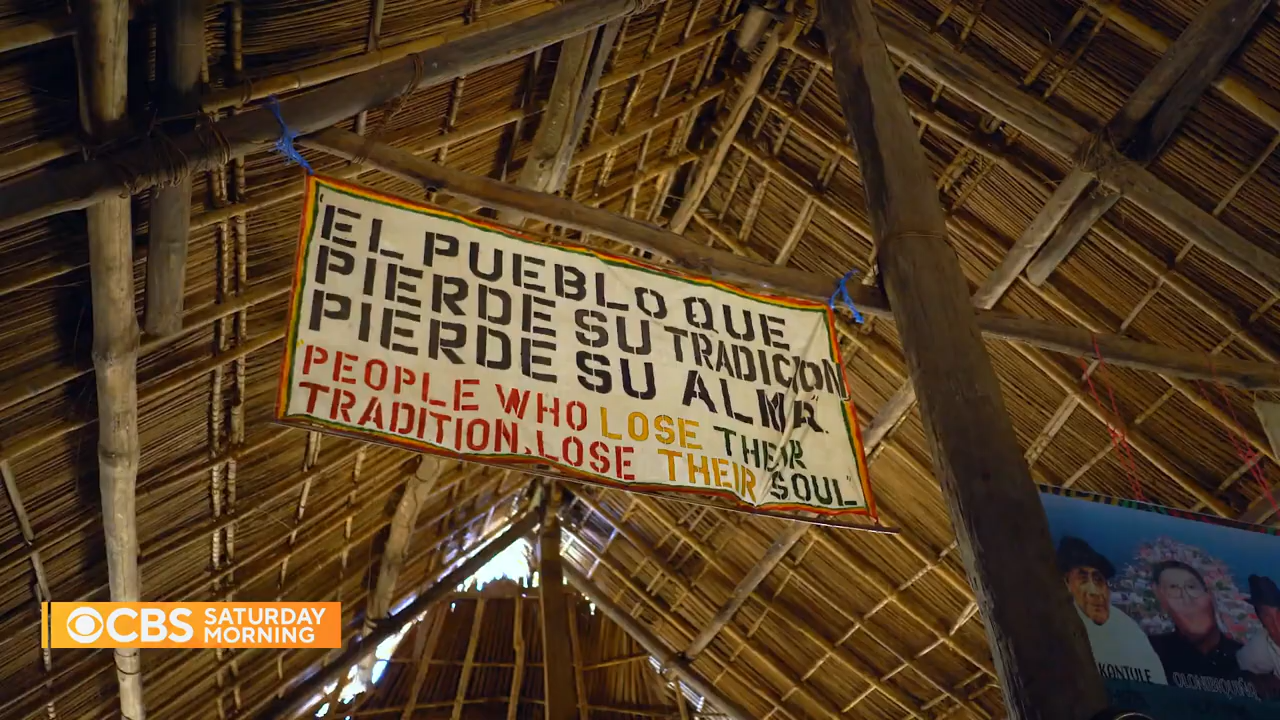 "EL PUEBLO QUE
PIERDE SU TRADICION
PIERDE SU ALMA".
"PEOPLE WHO LOSE THEIR
TRADITION, LOSE THEIR SOUL"
CBS SATURDAY
MORNING
KANTULE